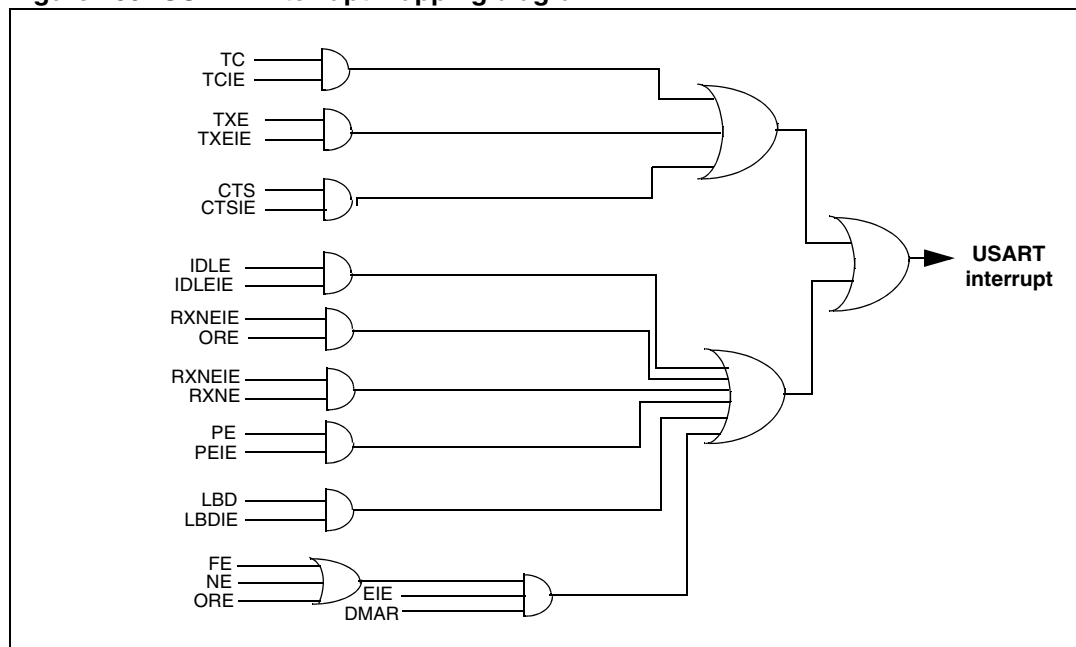 TC
TCIE
TXE
TXEIE
CTS
CTSIE
IDLE
IDLEIE
RXNEIE
ORE
RXNEIE
RXNE
PE
PEIE
LBD
LBDIE
FE
NE
ORE
EIE
DMAR
USART
interrupt